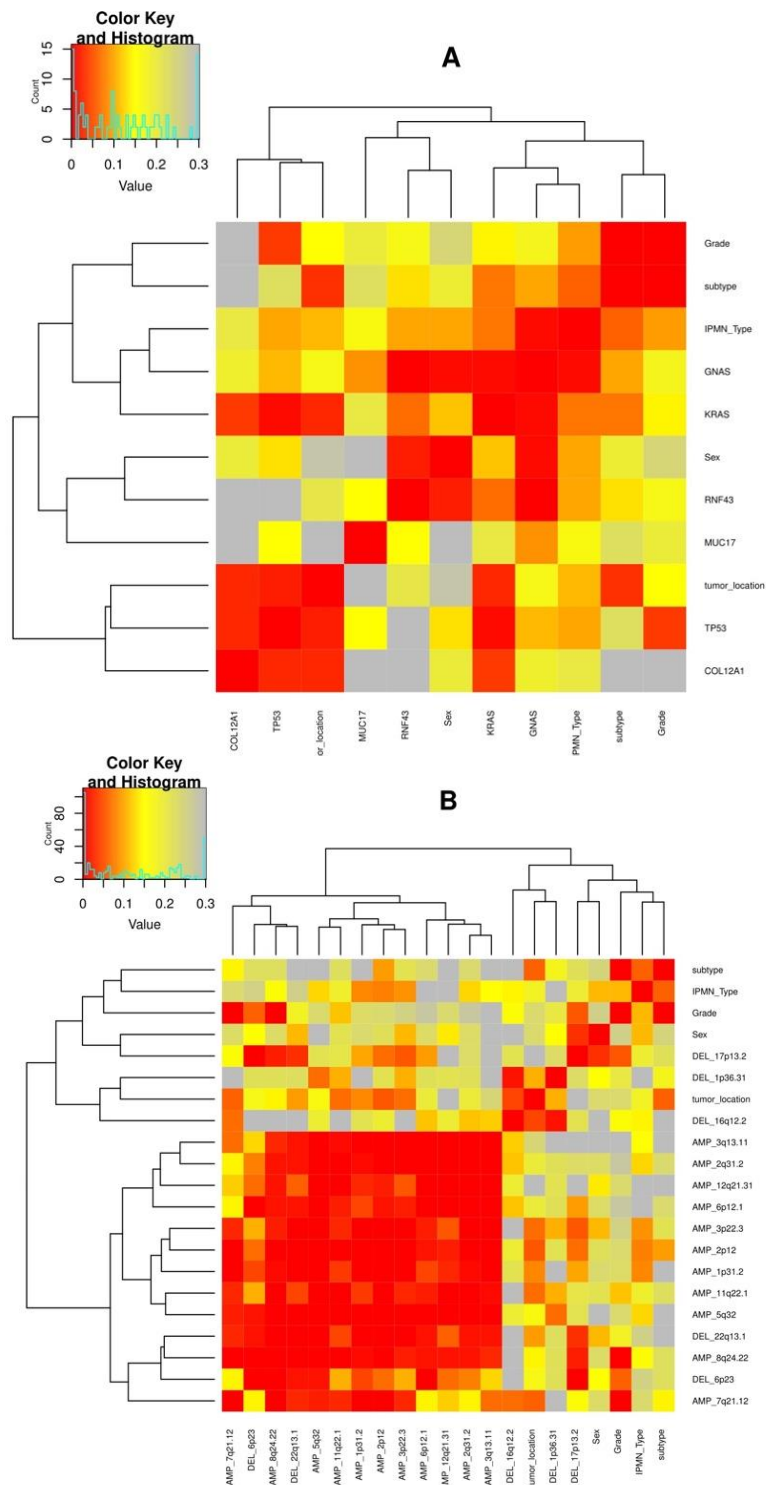 Color Key
and Histogram
Count
0 5 10 15
0 0.1 0.2 0.3
Value
A
Grade
subtype
IPMN_Type
GNAS
KRAS
Sex
RNF43
MUC17
tumor_location
TP53
COL12A1
COL12A1
TP53
or_location
MUC17
RNF43
Sex
KRAS
GNAS
PMN_Type
subtype
Grade
Color Key
and Histogram
Count
0 40 80
0 0.1 0.2 0.3
Value
B
subtype
IPMN_Type
Grade
Sex
DEL_17p13.2
DEL_1p36.31
tumor_location
DEL_16q12.2
AMP_3q13.11
AMP_2q31.2
AMP_12q21.31
AMP_6p12.1
AMP_3p22.3
AMP_2p12
AMP_1p31.2
AMP_11q22.1
AMP_5q32
DEL_22q13.1
AMP_8q24.22
DEL_6p23
AMP_7q21.12
AMP_7q21.12
DEL_6p23
AMP_8q24.22
DEL_22q13.1
AMP_5q32
AMP_11q22.1
AMP_1p31.2
AMP_2p12
AMP_3p22.3
AMP_6p12.1
MP_12q21.31
AMP_2q31.2
AMP_3q13.11
DEL_16q12.2
umor_location
DEL_1p36.31
DEL_17p13.2
Sex
Grade
IPMN_Type
subtype